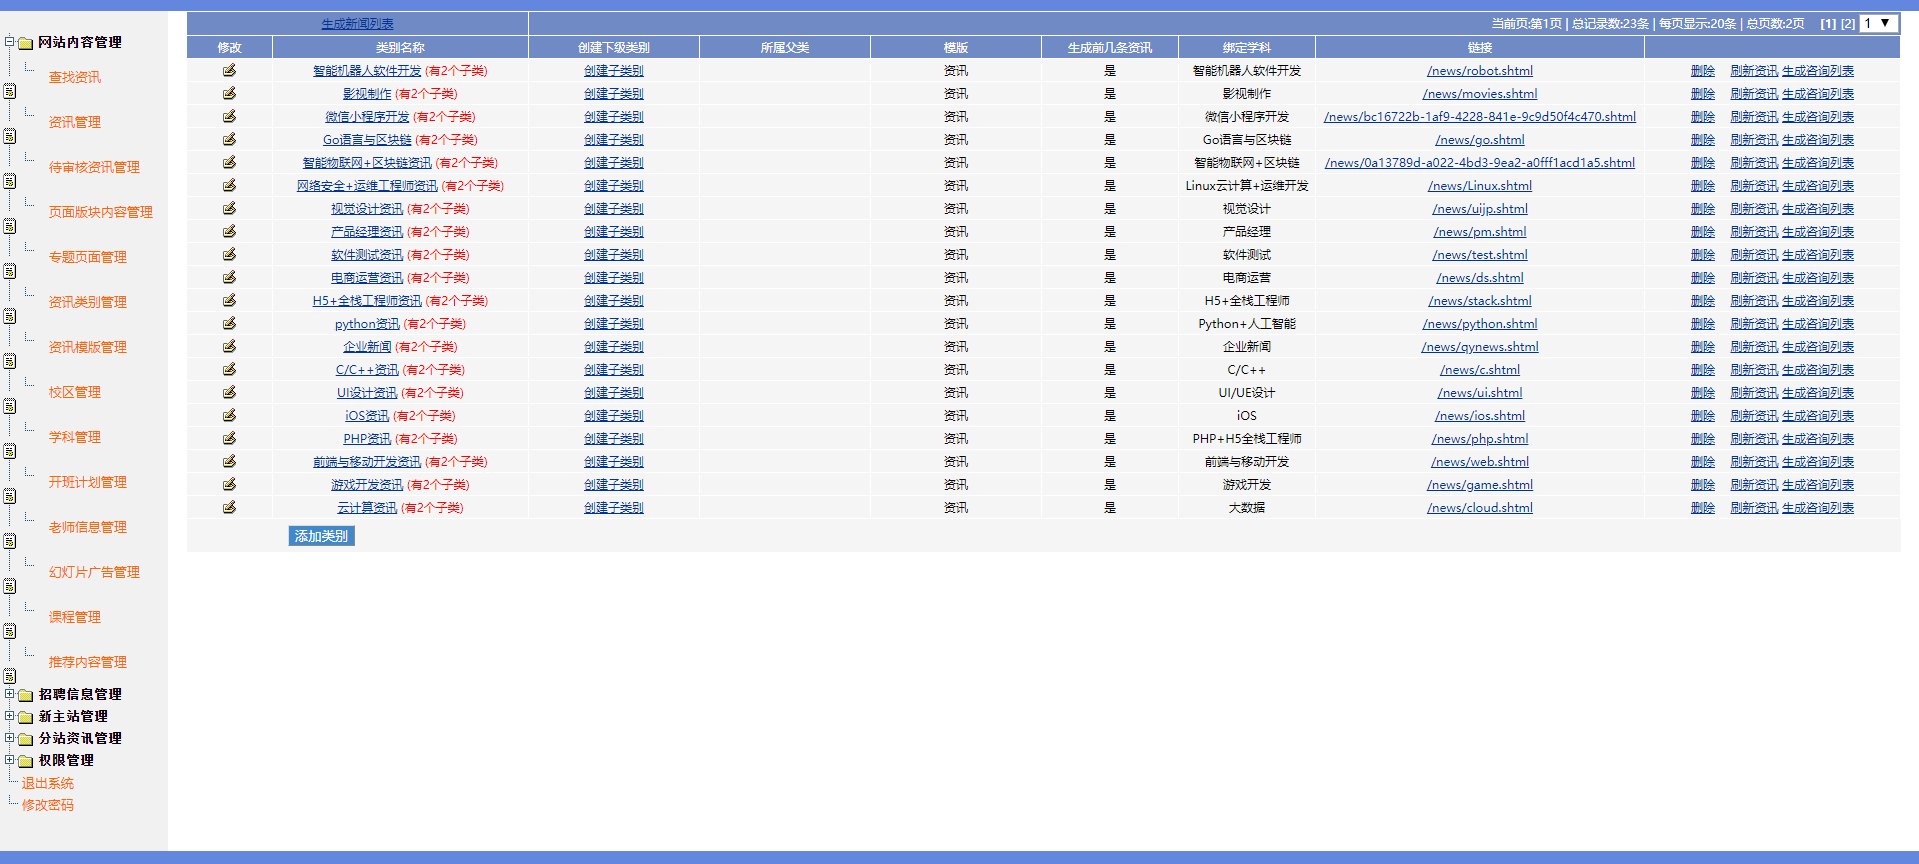 网站内容管理
查找资讯
资讯管理
待审核资讯管理
页面版块内容管理
专题页面管理
资讯类别管理
资讯模版管理
校区管理
学科管理
开班计划管理
老师信息管理
幻灯片广告管理
课程管理
推荐内容管理
招聘信息管理
新主站管理
分站资讯管理
权限管理
退出系统
修改密码
生成新闻列表 当前页:第1页 | 总记录数:23条 | 每页显示:20条 | 总页数:2页 [1] [2] 1
修改 类别名称 创建下级类别 所属父类 模版 生成前几条资讯 绑定学科 链接
智能机器人软件开发 (有2个子类) 创建子类别 资讯 是 智能机器人软件开发 /news/robot.shtml 删除 刷新资讯 生成咨询列表
影视制作 (有2个子类) 创建子类别 资讯 是 影视制作 /news/movies.shtml 删除 刷新资讯 生成咨询列表
微信小程序开发 (有2个子类) 创建子类别 资讯 是 微信小程序开发 /news/bc16722b-1af9-4228-841e-9c9d50f4c470.shtml 删除 刷新资讯 生成咨询列表
Go语言与区块链 (有2个子类) 创建子类别 资讯 是 Go语言与区块链 /news/go.shtml 删除 刷新资讯 生成咨询列表
智能物联网+区块链资讯 (有2个子类) 创建子类别 资讯 是 智能物联网+区块链 /news/0a13789d-a022-4bd3-9ea2-a0fff1acd1a5.shtml 删除 刷新资讯 生成咨询列表
网络安全+运维工程师资讯 (有2个子类) 创建子类别 资讯 是 Linux云计算+运维开发 /news/Linux.shtml 删除 刷新资讯 生成咨询列表
视觉设计资讯 (有2个子类) 创建子类别 资讯 是 视觉设计 /news/uijp.shtml 删除 刷新资讯 生成咨询列表
产品经理资讯 (有2个子类) 创建子类别 资讯 是 产品经理 /news/pm.shtml 删除 刷新资讯 生成咨询列表
软件测试资讯 (有2个子类) 创建子类别 资讯 是 软件测试 /news/test.shtml 删除 刷新资讯 生成咨询列表
电商运营资讯 (有2个子类) 创建子类别 资讯 是 电商运营 /news/ds.shtml 删除 刷新资讯 生成咨询列表
H5+全栈工程师资讯 (有2个子类) 创建子类别 资讯 是 H5+全栈工程师 /news/stack.shtml 删除 刷新资讯 生成咨询列表
python资讯 (有2个子类) 创建子类别 资讯 是 Python+人工智能 /news/python.shtml 删除 刷新资讯 生成咨询列表
企业新闻 (有2个子类) 创建子类别 资讯 是 企业新闻 /news/qynews.shtml 删除 刷新资讯 生成咨询列表
C/C++资讯 (有2个子类) 创建子类别 资讯 是 C/C++ /news/c.shtml 删除 刷新资讯 生成咨询列表
UI设计资讯 (有2个子类) 创建子类别 资讯 是 UI/UE设计 /news/ui.shtml 删除 刷新资讯 生成咨询列表
iOS资讯 (有2个子类) 创建子类别 资讯 是 iOS /news/ios.shtml 删除 刷新资讯 生成咨询列表
PHP资讯 (有2个子类) 创建子类别 资讯 是 PHP+H5全栈工程师 /news/php.shtml 删除 刷新资讯 生成咨询列表
前端与移动开发资讯 (有2个子类) 创建子类别 资讯 是 前端与移动开发 /news/web.shtml 删除 刷新资讯 生成咨询列表
游戏开发资讯 (有2个子类) 创建子类别 资讯 是 游戏开发 /news/game.shtml 删除 刷新资讯 生成咨询列表
云计算资讯 (有2个子类) 创建子类别 资讯 是 大数据 /news/cloud.shtml 删除 刷新资讯 生成咨询列表
添加类别